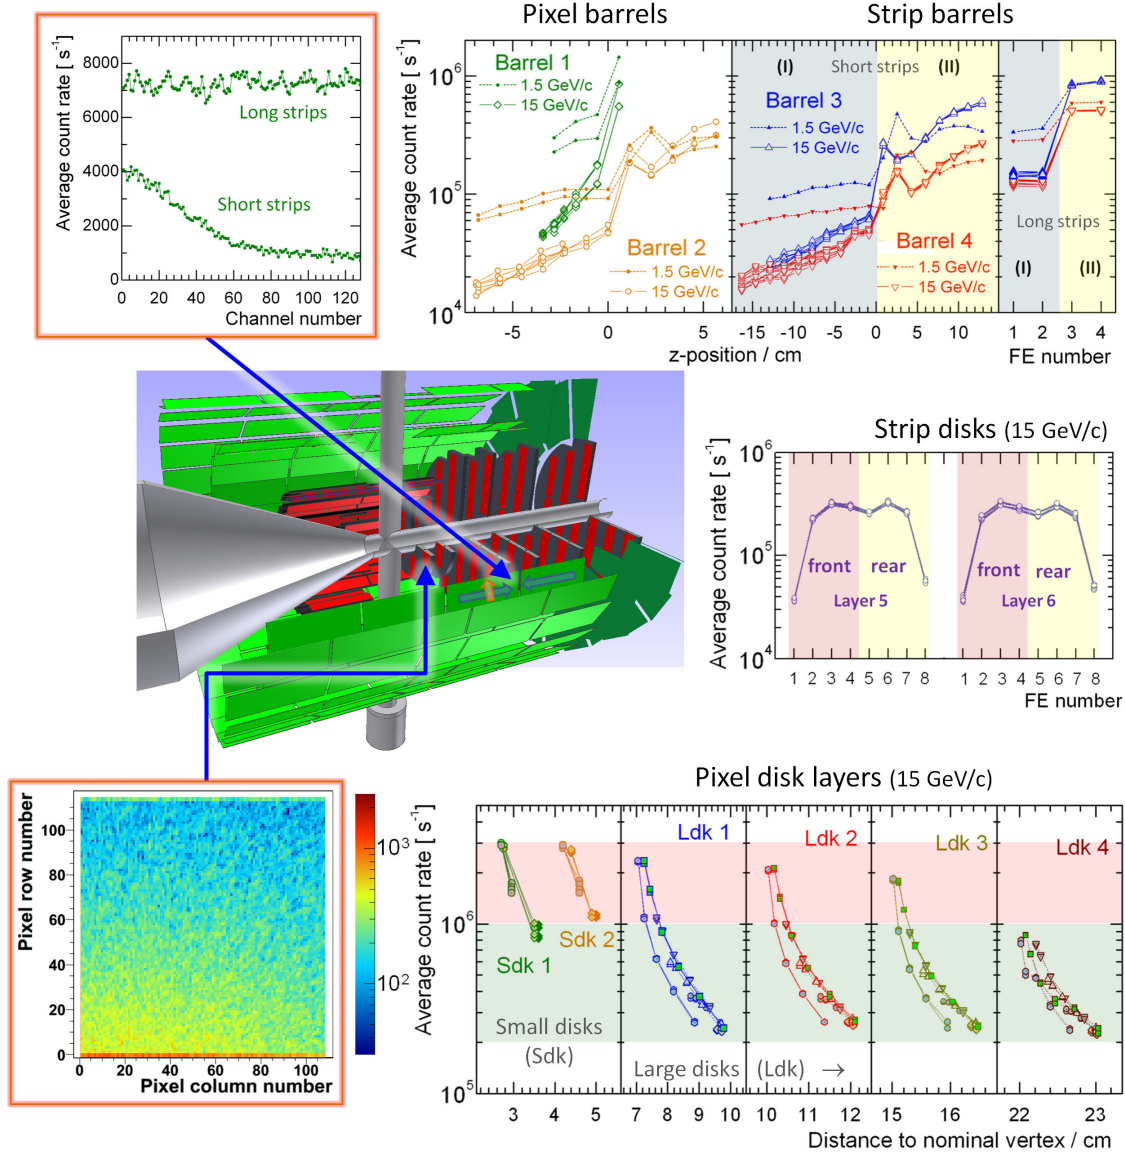 Pixel barrels
Strip barrels
Average count rate [ s⁻¹]
8000
6000
4000
2000
0
Long strips
Short strips
0 20 40 60 80 100 120
Channel number
Average count rate [ s⁻¹]
10⁶
10⁵
10⁴
Barrel 1
1.5 GeV/c
15 GeV/c
Barrel 2
1.5 GeV/c
15 GeV/c
-5 0 5
z-position / cm
(I) Short strips (II)
Barrel 3
1.5 GeV/c
15 GeV/c
Barrel 4
1.5 GeV/c
15 GeV/c
-15 -10 -5 0 5 10
Long strips
(I) (II)
1 2 3 4
FE number
Strip disks (15 GeV/c)
Average count rate [ s⁻¹]
10⁶
10⁵
10⁴
front rear
Layer 5
front rear
Layer 6
1 2 3 4 5 6 7 8
1 2 3 4 5 6 7 8
FE number
Pixel row number
100
80
60
40
20
0
0 20 40 60 80 100
Pixel column number
10³
10²
Pixel disk layers (15 GeV/c)
Average count rate [ s⁻¹]
10⁶
10⁵
Sdk 1
Sdk 2
Small disks
(Sdk)
Ldk 1
Ldk 2
Ldk 3
Ldk 4
Large disks (Ldk) →
3 4 5
7 8 9 10
10 11 12
15 16
22 23
Distance to nominal vertex / cm